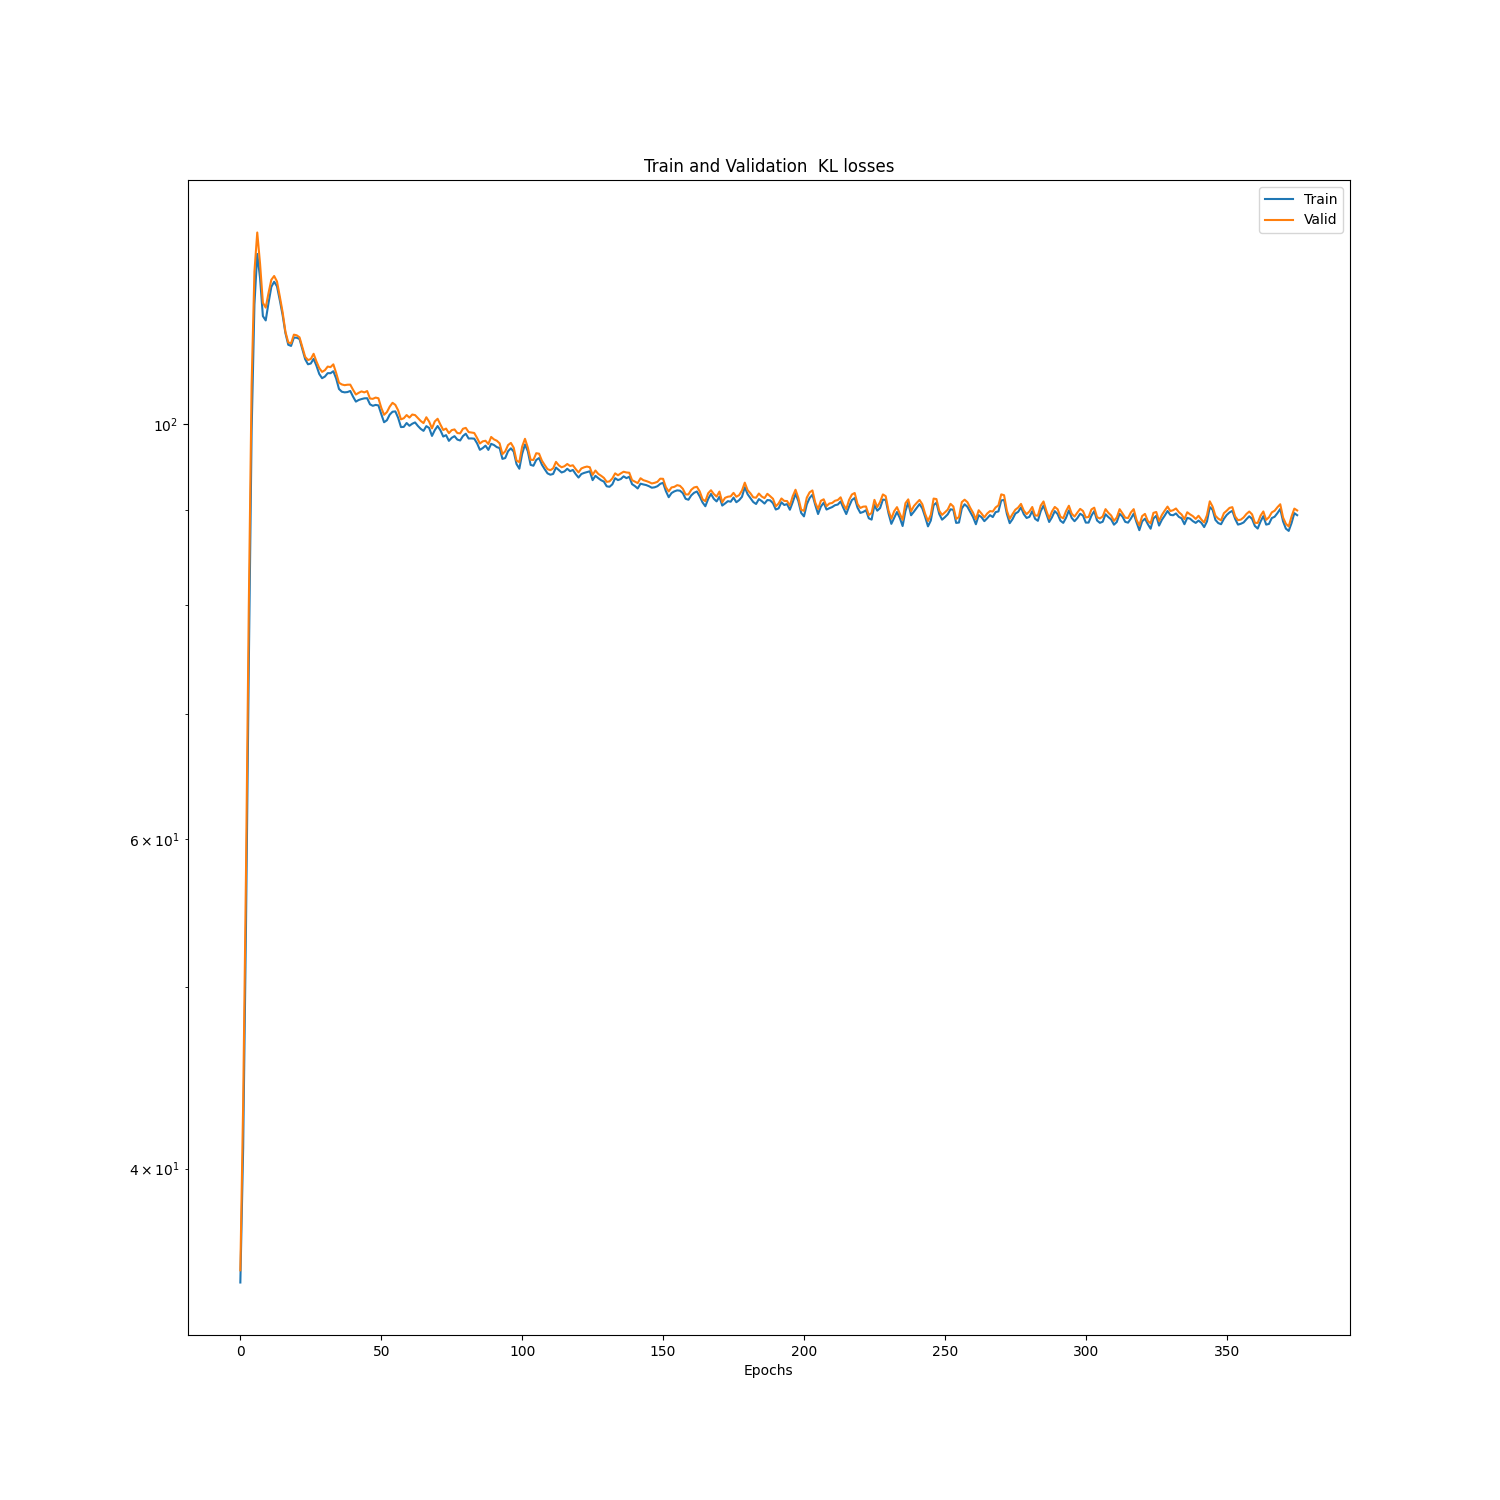 Train and Validation  KL losses
Train
Valid
10²
6 × 10¹
4 × 10¹
0 50 100 150 200 250 300 350
Epochs